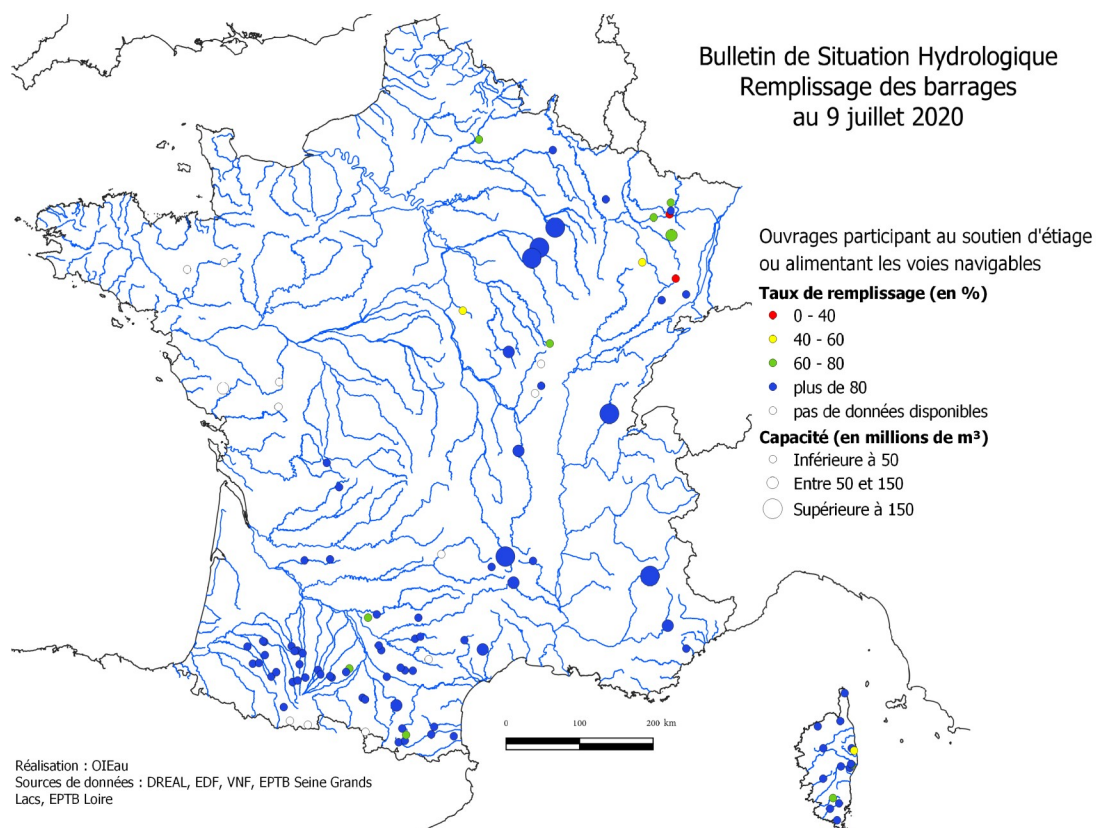 Bulletin de Situation Hydrologique
Remplissage des barrages
au 9 juillet 2020
Ouvrages participant au soutien d'étiage
ou alimentant les voies navigables
Taux de remplissage (en %)
0 - 40
40 - 60
60 - 80
plus de 80
pas de données disponibles
Capacité (en millions de m³)
Inférieure à 50
Entre 50 et 150
Supérieure à 150
0 100 200 km
Réalisation : OIEau
Sources de données : DREAL, EDF, VNF, EPTB Seine Grands
Lacs, EPTB Loire